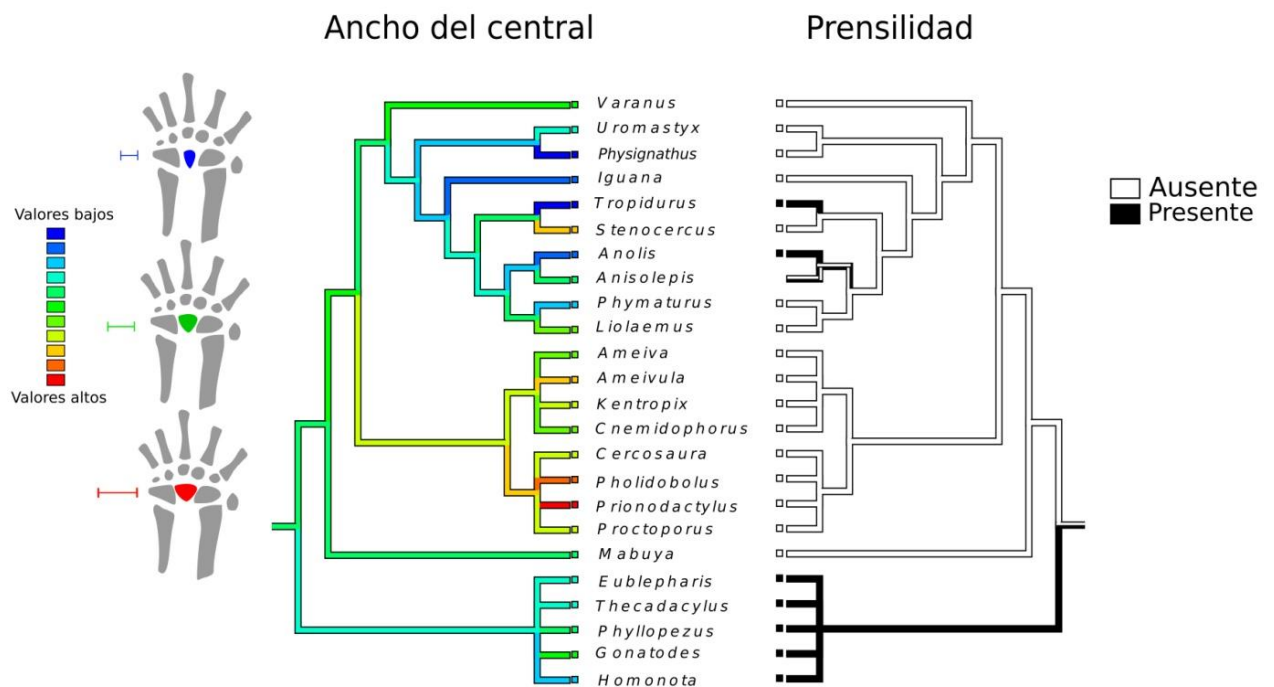 Ancho del central
Prensilidad
Valores bajos
Valores altos
Varanus
Uromastyx
Physignathus
Iguana
Tropidurus
Stenocercus
Anolis
Anisolepis
Phymaturus
Liolaemus
Ameiva
Ameivula
Kentropix
Cnemidophorus
Cercosaura
Pholidobolus
Prionodactylus
Proctoporus
Mabuya
Eublepharis
Thecadacylus
Phyllopezus
Gonatodes
Homonota
Ausente
Presente